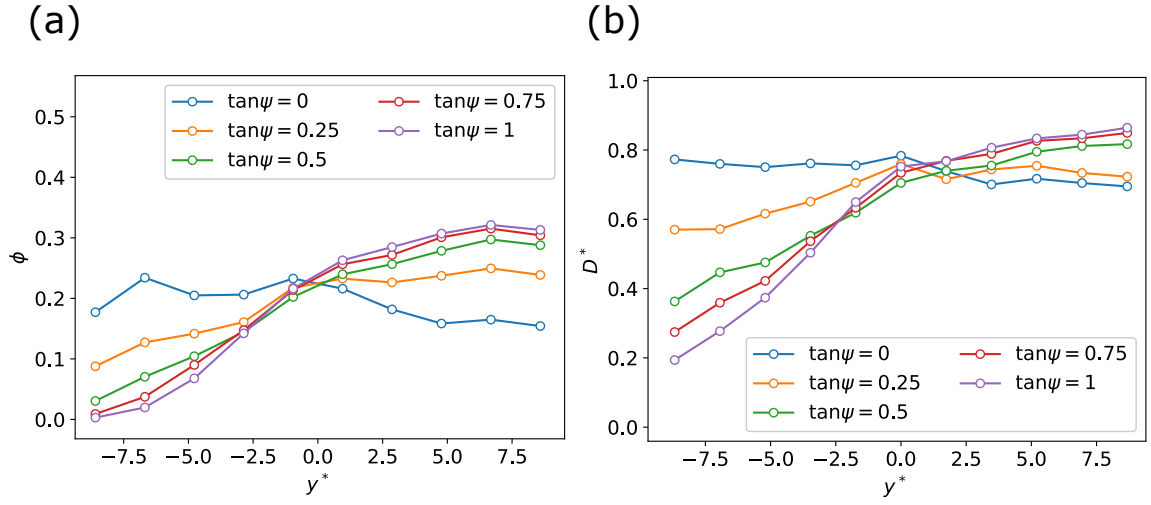 (a)
(b)
tanψ = 0
tanψ = 0.25
tanψ = 0.5
tanψ = 0.75
tanψ = 1
0.5
0.4
0.3
0.2
0.1
0.0
ϕ
−7.5 −5.0 −2.5 0.0 2.5 5.0 7.5
y*
1.0
0.8
0.6
0.4
0.2
0.0
D*
tanψ = 0
tanψ = 0.25
tanψ = 0.5
tanψ = 0.75
tanψ = 1
−7.5 −5.0 −2.5 0.0 2.5 5.0 7.5
y*